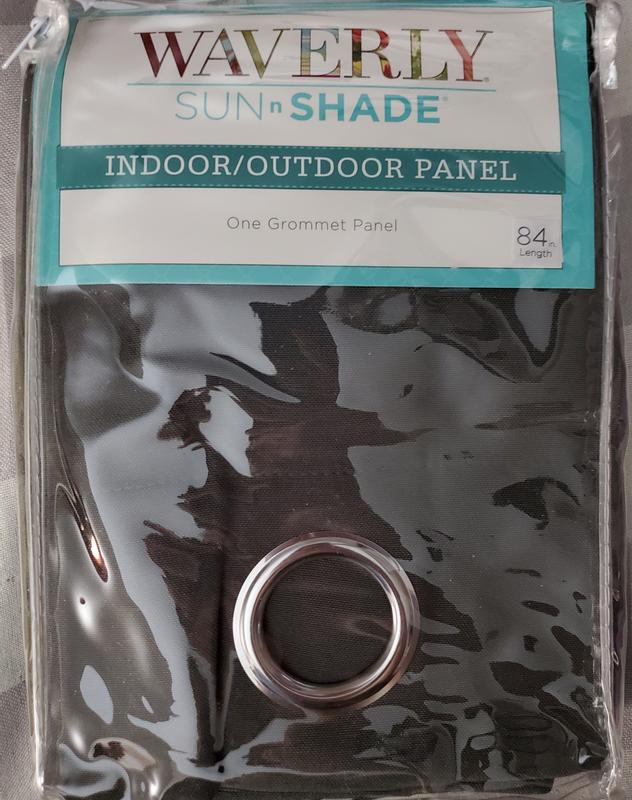 WAVERLY®
SUN n SHADE®
INDOOR/OUTDOOR PANEL
One Grommet Panel
84 in.
Length